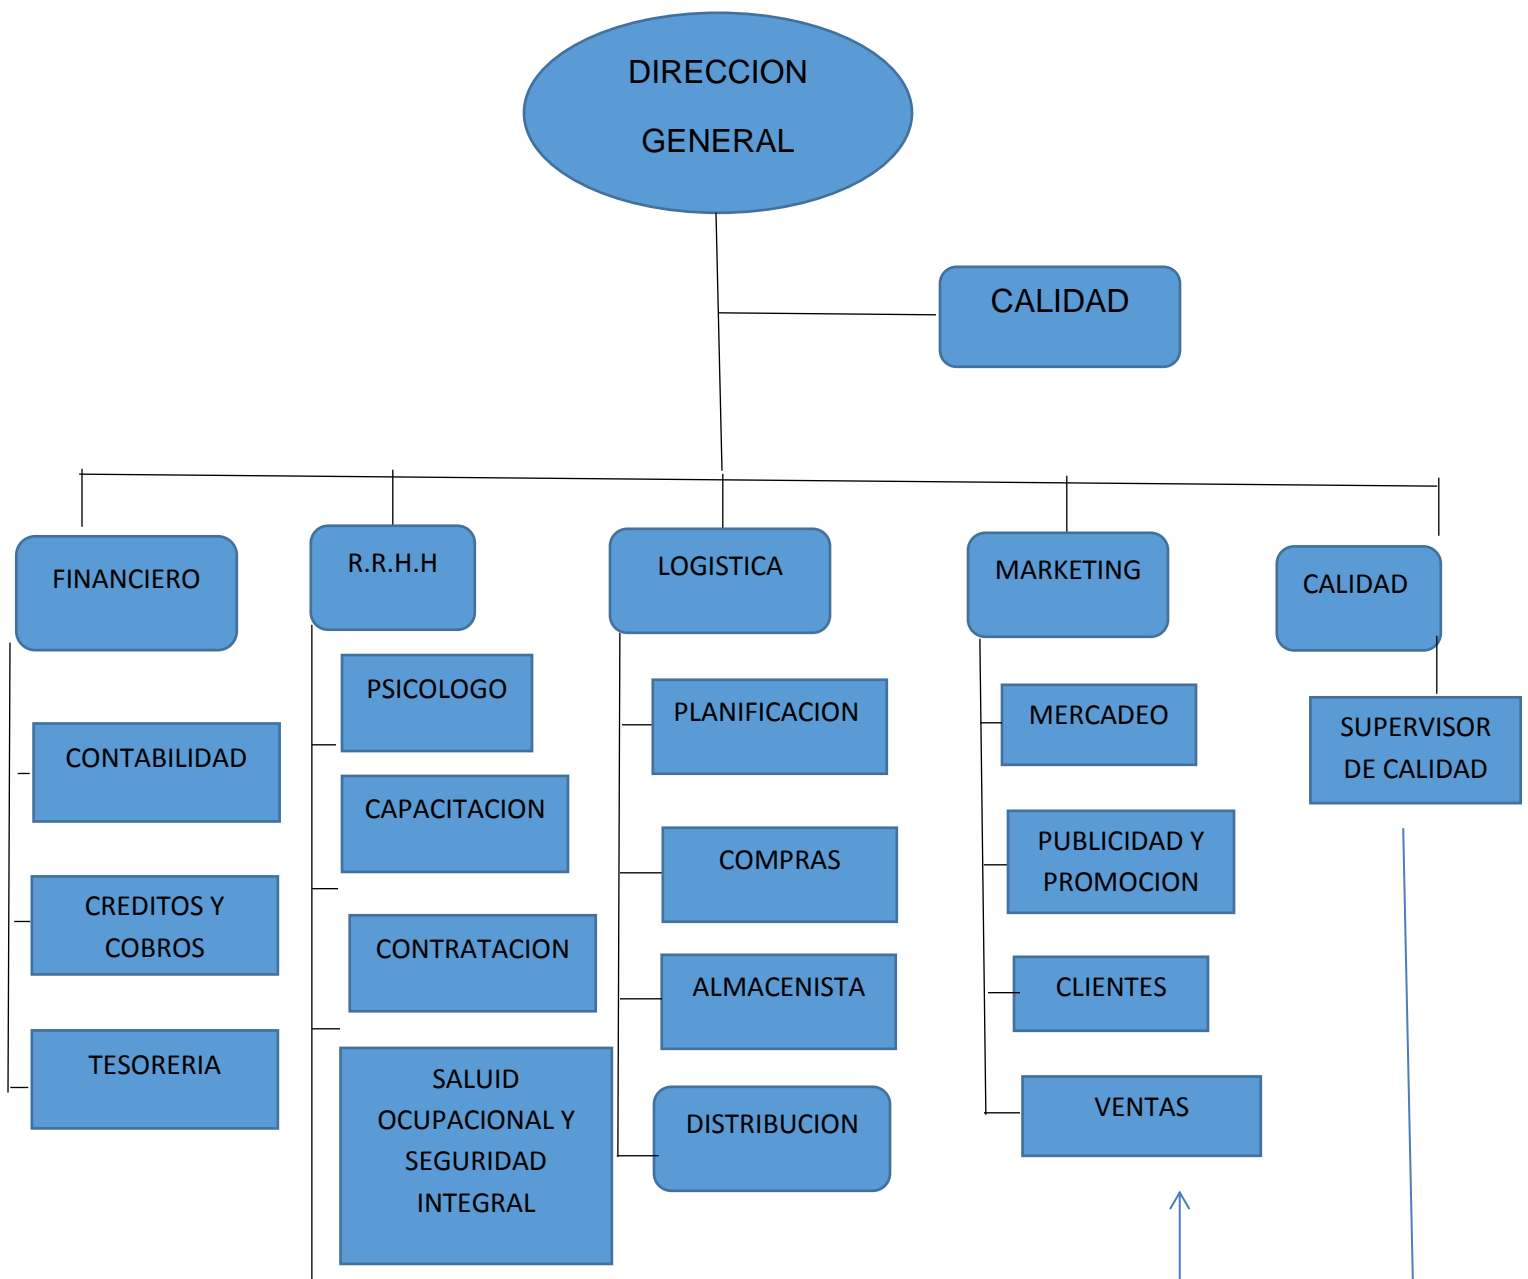 DIRECCION
GENERAL
CALIDAD
FINANCIERO
R.R.H.H
LOGISTICA
MARKETING
CALIDAD
CONTABILIDAD
CREDITOS Y
COBROS
TESORERIA
PSICOLOGO
CAPACITACION
CONTRATACION
SALUID
OCUPACIONAL Y
SEGURIDAD
INTEGRAL
PLANIFICACION
COMPRAS
ALMACENISTA
DISTRIBUCION
MERCADEO
PUBLICIDAD Y
PROMOCION
CLIENTES
VENTAS
SUPERVISOR
DE CALIDAD